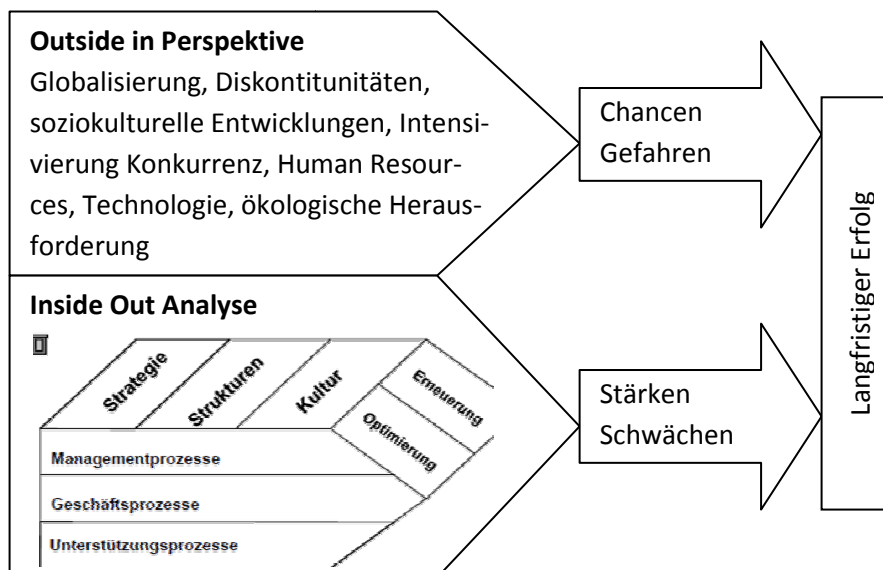 Outside in Perspektive
Globalisierung, Diskontitunitäten,
soziokulturelle Entwicklungen, Intensi-
vierung Konkurrenz, Human Resour-
ces, Technologie, ökologische Heraus-
forderung
Chancen
Gefahren
Inside Out Analyse
Strategie
Strukturen
Kultur
Erneuerung
Optimierung
Managementprozesse
Geschäftsprozesse
Unterstützungsprozesse
Stärken
Schwächen
Langfristiger Erfolg